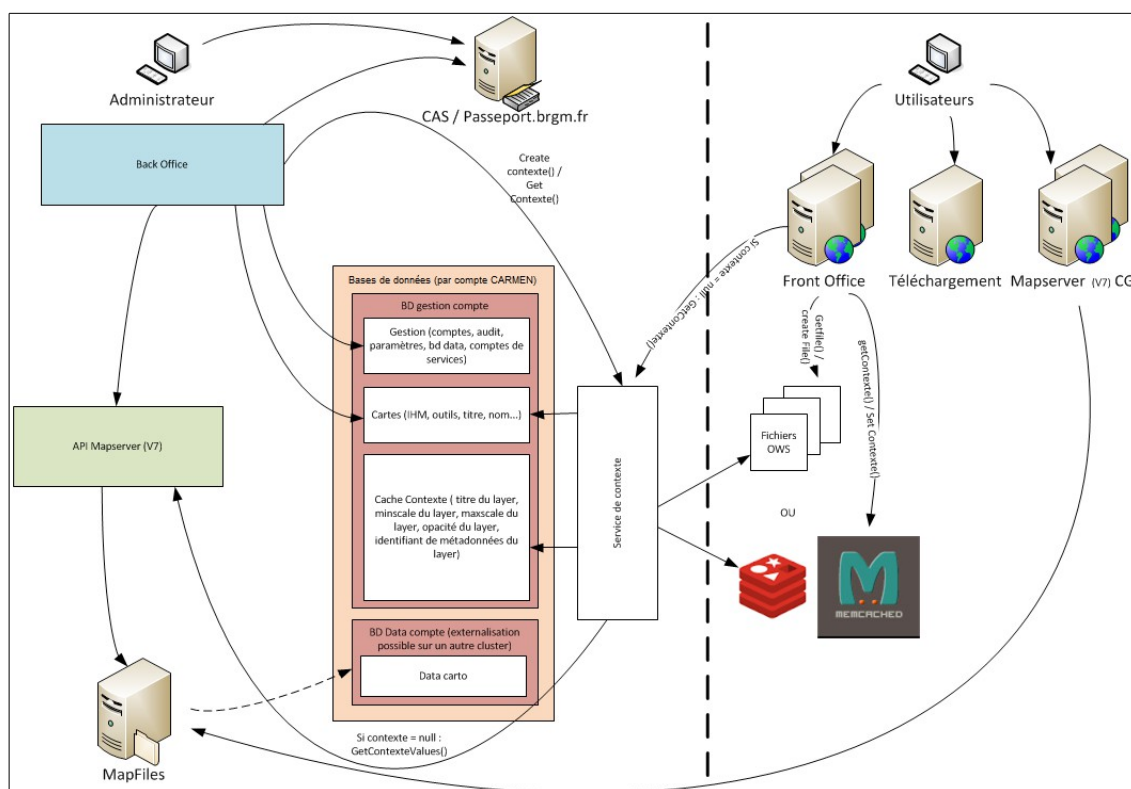 Administrateur
CAS / Passeport.brgm.fr
Utilisateurs
Back Office
Create
contexte() /
Get
Contexte()
Si contexte = null : GetContexte()
Front Office
Téléchargement
Mapserver (V7) CG
Bases de données (par compte CARMEN)
BD gestion compte
Gestion (comptes, audit,
paramètres, bd data, comptes de
services)
Cartes (IHM, outils, titre, nom...)
Cache Contexte ( titre du layer,
minscale du layer, maxscale du
layer, opacité du layer,
identifiant de métadonnées du
layer)
BD Data compte (externalisation
possible sur un autre cluster)
Data carto
API Mapserver (V7)
Service de contexte
Getfile() /
create File()
getContexte() / Set Contexte()
Fichiers
OWS
OU
MEMCACHED
Si contexte = null :
GetContexteValues()
MapFiles